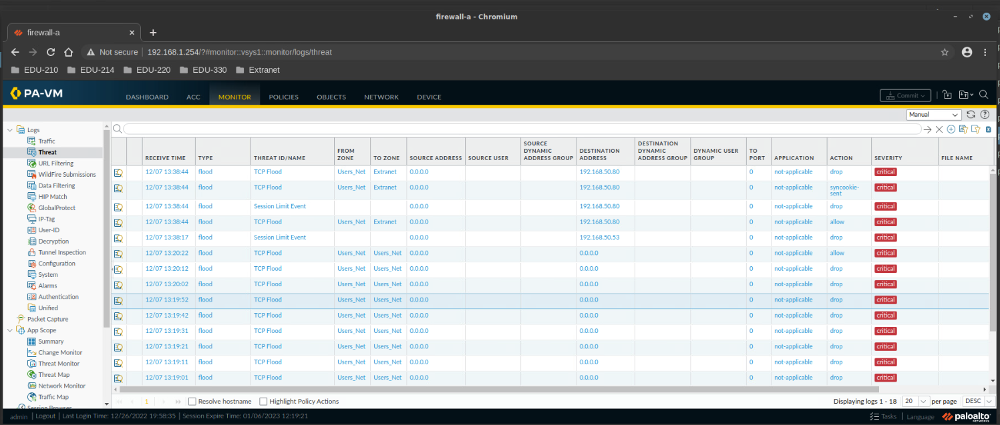 firewall-a - Chromium
firewall-a
Not secure 192.168.1.254/?#monitor::vsys1::monitor/logs/threat
EDU-210 EDU-214 EDU-220 EDU-330 Extranet
PA-VM DASHBOARD ACC MONITOR POLICIES OBJECTS NETWORK DEVICE Commit
Manual
Logs
Traffic
Threat
URL Filtering
WildFire Submissions
Data Filtering
HIP Match
GlobalProtect
IP-Tag
User-ID
Decryption
Tunnel Inspection
Configuration
System
Alarms
Authentication
Unified
Packet Capture
App Scope
Summary
Change Monitor
Threat Monitor
Threat Map
Network Monitor
Traffic Map
Session Browser
RECEIVE TIME TYPE THREAT ID/NAME FROM ZONE TO ZONE SOURCE ADDRESS SOURCE USER SOURCE DYNAMIC ADDRESS GROUP DESTINATION ADDRESS DESTINATION DYNAMIC ADDRESS GROUP DYNAMIC USER GROUP TO PORT APPLICATION ACTION SEVERITY FILE NAME
12/07 13:38:44 flood TCP Flood Users_Net Extranet 0.0.0.0 192.168.50.80 0 not-applicable drop critical
12/07 13:38:44 flood TCP Flood Users_Net Extranet 0.0.0.0 192.168.50.80 0 not-applicable syncookie-sent critical
12/07 13:38:44 flood Session Limit Event 0.0.0.0 192.168.50.80 0 not-applicable drop critical
12/07 13:38:44 flood TCP Flood Users_Net Extranet 0.0.0.0 192.168.50.80 0 not-applicable allow critical
12/07 13:38:17 flood Session Limit Event 0.0.0.0 192.168.50.53 0 not-applicable drop critical
12/07 13:20:22 flood TCP Flood Users_Net Users_Net 0.0.0.0 0.0.0.0 0 not-applicable allow critical
12/07 13:20:12 flood TCP Flood Users_Net Users_Net 0.0.0.0 0.0.0.0 0 not-applicable drop critical
12/07 13:20:02 flood TCP Flood Users_Net Users_Net 0.0.0.0 0.0.0.0 0 not-applicable drop critical
12/07 13:19:52 flood TCP Flood Users_Net Users_Net 0.0.0.0 0.0.0.0 0 not-applicable drop critical
12/07 13:19:42 flood TCP Flood Users_Net Users_Net 0.0.0.0 0.0.0.0 0 not-applicable drop critical
12/07 13:19:31 flood TCP Flood Users_Net Users_Net 0.0.0.0 0.0.0.0 0 not-applicable drop critical
12/07 13:19:21 flood TCP Flood Users_Net Users_Net 0.0.0.0 0.0.0.0 0 not-applicable drop critical
12/07 13:19:11 flood TCP Flood Users_Net Users_Net 0.0.0.0 0.0.0.0 0 not-applicable drop critical
12/07 13:19:01 flood TCP Flood Users_Net Users_Net 0.0.0.0 0.0.0.0 0 not-applicable drop critical
1 Resolve hostname Highlight Policy Actions Displaying logs 1 - 18 20 per page DESC
admin | Logout | Last Login Time: 12/26/2022 19:58:35 | Session Expire Time: 01/06/2023 12:19:21 Tasks | Language paloalto NETWORKS